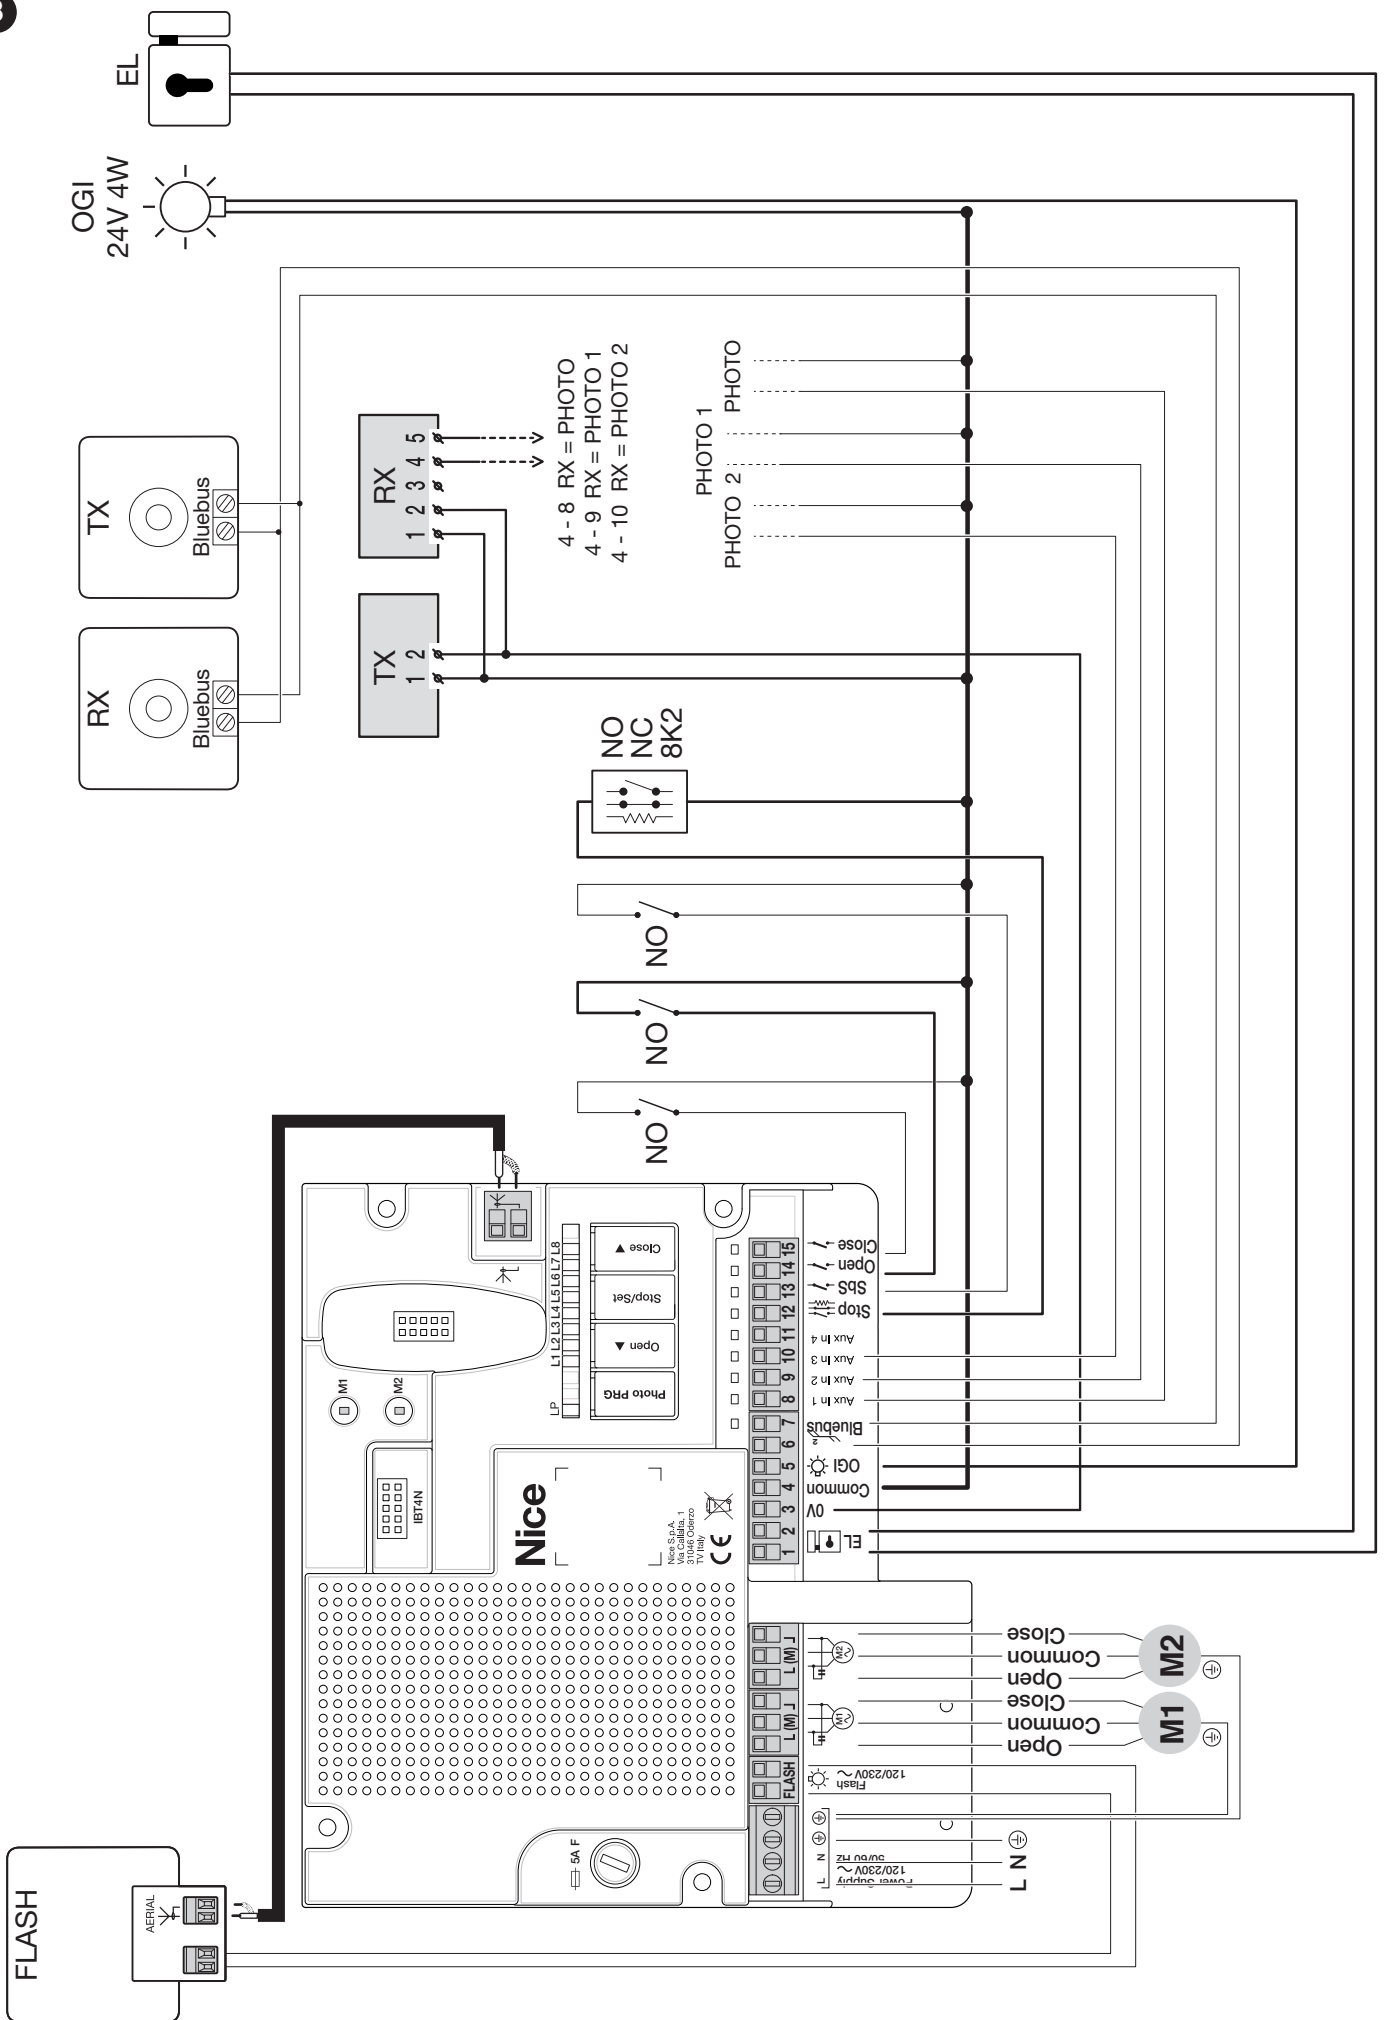 3
EL
OGI
24V 4W
TX
Bluebus
RX
Bluebus
RX
1 2 3 4 5
TX
1 2
4 - 8 RX = PHOTO
4 - 9 RX = PHOTO 1
4 - 10 RX = PHOTO 2
PHOTO
PHOTO 1
PHOTO 2
NO
NC
8K2
NO
NO
NO
M1
M2
IBT4N
LP
L1 L2 L3 L4 L5 L6 L7 L8
Photo PRG
Open ▲
Stop/Set
Close ▼
Nice
Nice S.p.A.
Via Callalta, 1
31046 Oderzo
TV Italy
CE
5A F
1 2 3 4 5 6 7 8 9 10 11 12 13 14 15
EL
0V
Common
OGI
2
Bluebus
Aux In 1
Aux In 2
Aux In 3
Aux In 4
Stop
SbS
Open
Close
FLASH
L (M)
L (M)
M1
M2
Close
Common
Open
M2
Close
Common
Open
M1
Flash
120/230V
Power Supply
120/230V
50/60 Hz
L
N
L N
FLASH
AERIAL